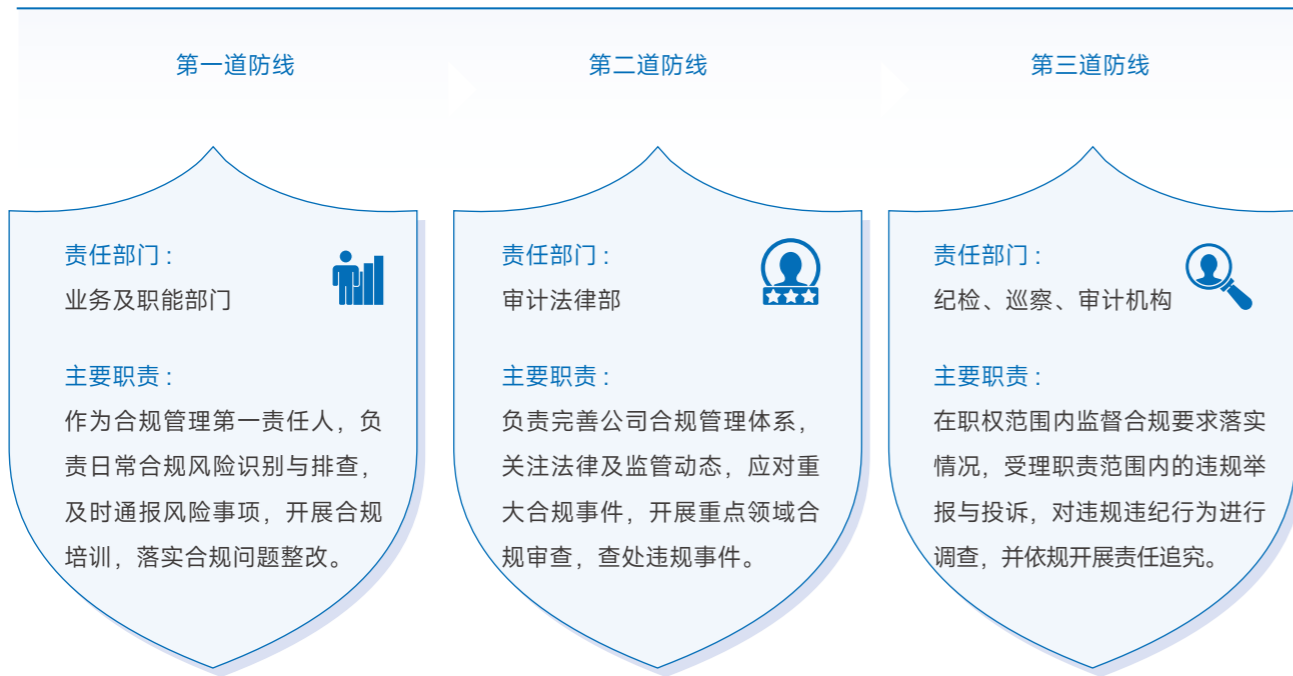 第一道防线
责任部门：
业务及职能部门
主要职责：
作为合规管理第一责任人，负
责日常合规风险识别与排查，
及时通报风险事项，开展合规
培训，落实合规问题整改。
第二道防线
责任部门：
审计法律部
主要职责：
负责完善公司合规管理体系，
关注法律及监管动态，应对重
大合规事件，开展重点领域合
规审查，查处违规事件。
第三道防线
责任部门：
纪检、巡察、审计机构
主要职责：
在职权范围内监督合规要求落实
情况，受理职责范围内的违规举
报与投诉，对违规违纪行为进行
调查，并依规开展责任追究。